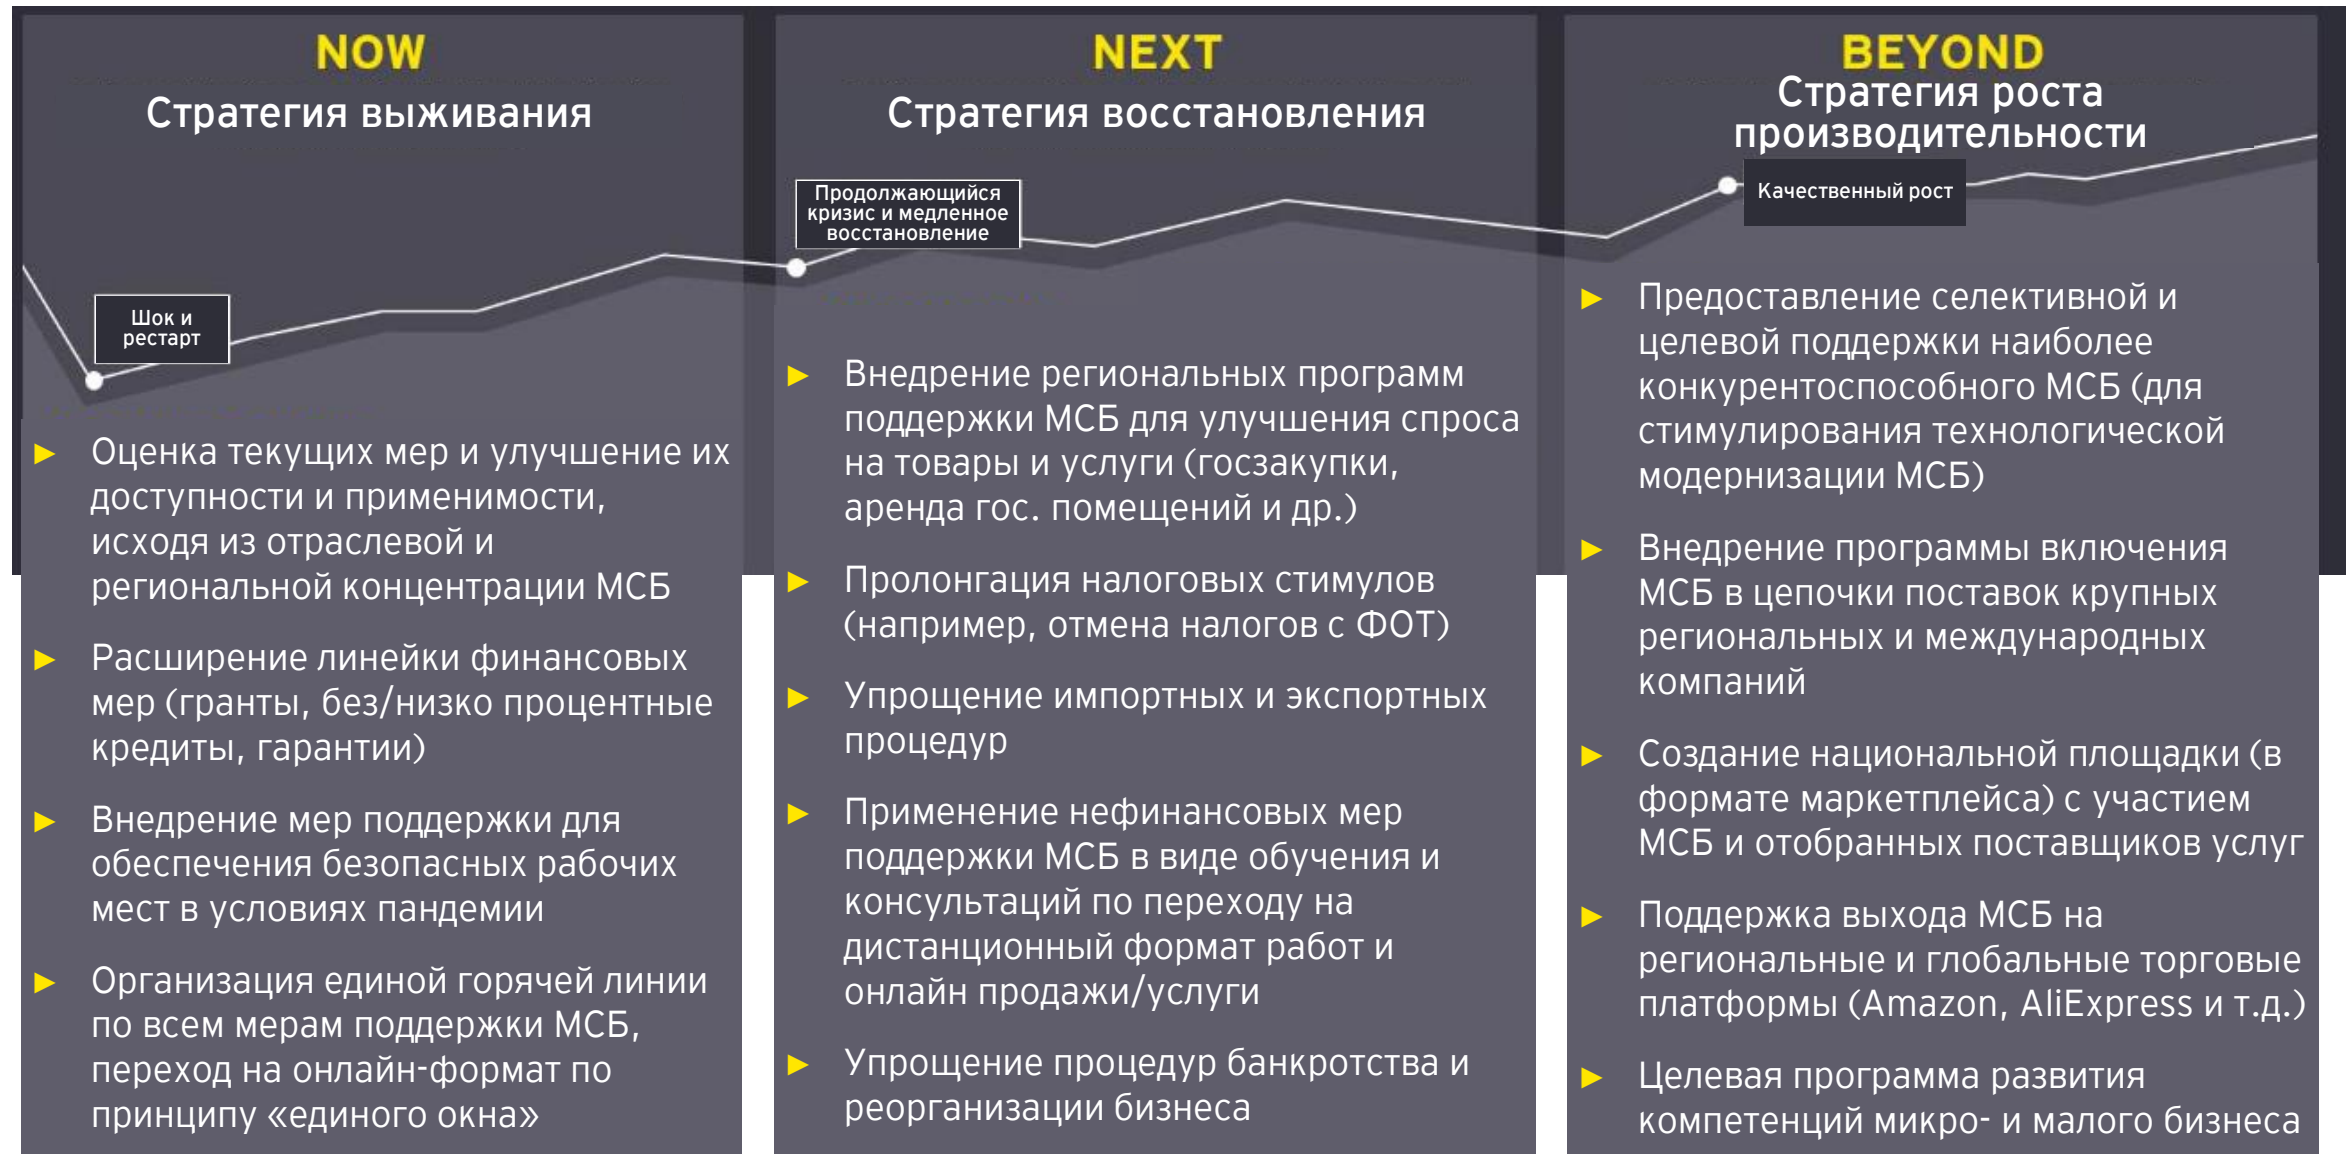 NOW
Стратегия выживания
Шок и
рестарт
► Оценка текущих мер и улучшение их
доступности и применимости,
исходя из отраслевой и
региональной концентрации МСБ
► Расширение линейки финансовых
мер (гранты, без/низко процентные
кредиты, гарантии)
► Внедрение мер поддержки для
обеспечения безопасных рабочих
мест в условиях пандемии
► Организация единой горячей линии
по всем мерам поддержки МСБ,
переход на онлайн-формат по
принципу «единого окна»
NEXT
Стратегия восстановления
Продолжающийся
кризис и медленное
восстановление
► Внедрение региональных программ
поддержки МСБ для улучшения спроса
на товары и услуги (госзакупки,
аренда гос. помещений и др.)
► Пролонгация налоговых стимулов
(например, отмена налогов с ФОТ)
► Упрощение импортных и экспортных
процедур
► Применение нефинансовых мер
поддержки МСБ в виде обучения и
консультаций по переходу на
дистанционный формат работ и
онлайн продажи/услуги
► Упрощение процедур банкротства и
реорганизации бизнеса
BEYOND
Стратегия роста
производительности
Качественный рост
► Предоставление селективной и
целевой поддержки наиболее
конкурентоспособного МСБ (для
стимулирования технологической
модернизации МСБ)
► Внедрение программы включения
МСБ в цепочки поставок крупных
региональных и международных
компаний
► Создание национальной площадки (в
формате маркетплейса) с участием
МСБ и отобранных поставщиков услуг
► Поддержка выхода МСБ на
региональные и глобальные торговые
платформы (Amazon, AliExpress и т.д.)
► Целевая программа развития
компетенций микро- и малого бизнеса